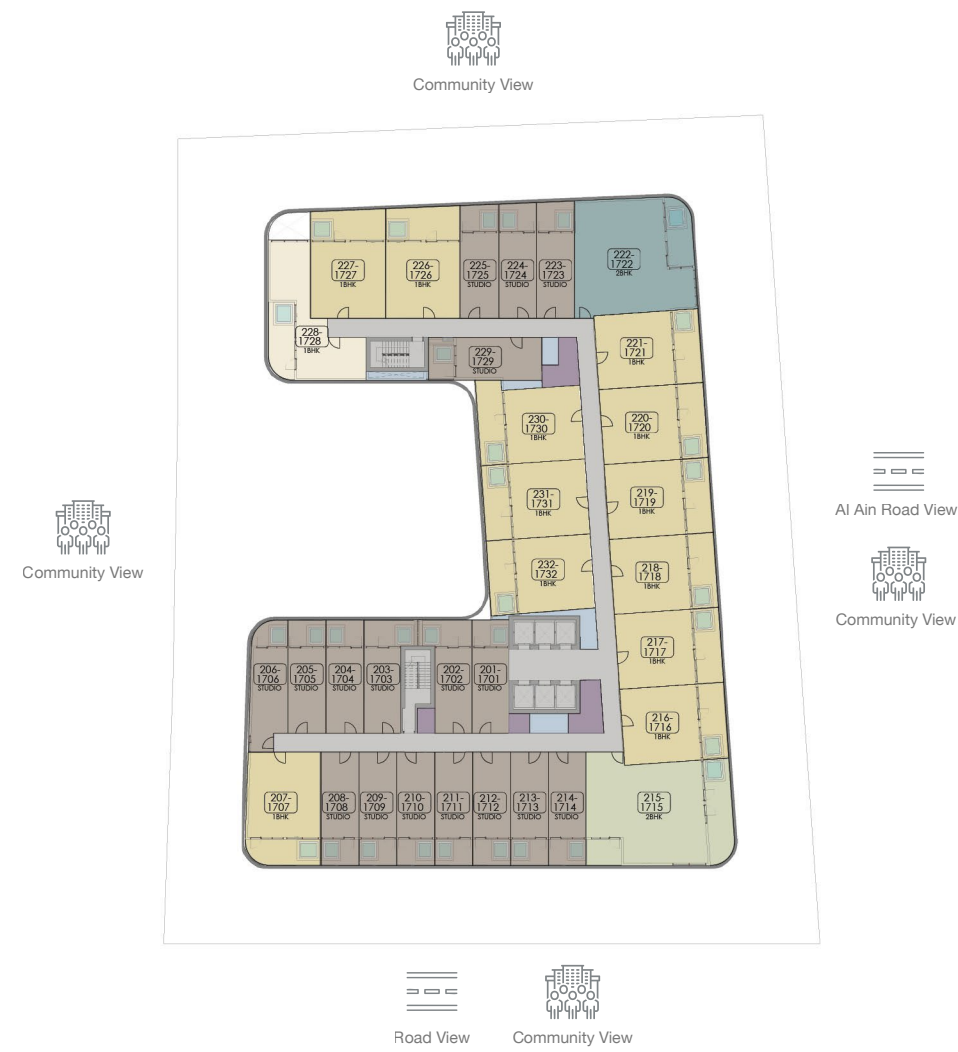 Community View
227-
1727
1BHK
226-
1726
1BHK
225-
1725
STUDIO
224-
1724
STUDIO
223-
1723
STUDIO
222-
1722
2BHK
228-
1728
1BHK
229-
1729
STUDIO
221-
1721
1BHK
230-
1730
1BHK
220-
1720
1BHK
231-
1731
1BHK
219-
1719
1BHK
Al Ain Road View
Community View
232-
1732
1BHK
218-
1718
1BHK
Community View
217-
1717
1BHK
206-
1706
STUDIO
205-
1705
STUDIO
204-
1704
STUDIO
203-
1703
STUDIO
202-
1702
STUDIO
201-
1701
STUDIO
216-
1716
1BHK
207-
1707
1BHK
208-
1708
STUDIO
209-
1709
STUDIO
210-
1710
STUDIO
211-
1711
STUDIO
212-
1712
STUDIO
213-
1713
STUDIO
214-
1714
STUDIO
215-
1715
2BHK
Road View
Community View